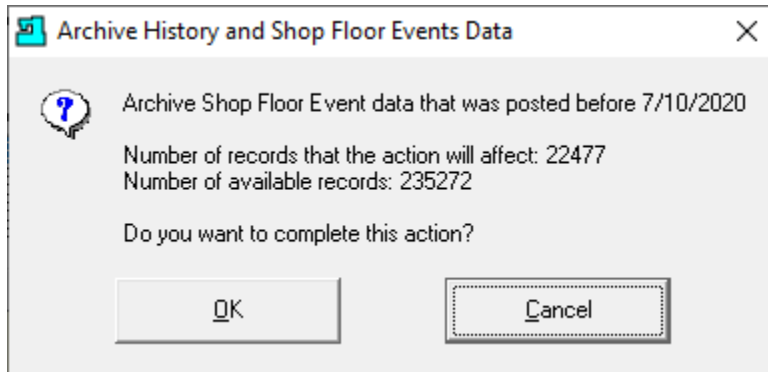 Archive History and Shop Floor Events Data
Archive Shop Floor Event data that was posted before 7/10/2020
Number of records that the action will affect: 22477
Number of available records: 235272
Do you want to complete this action?
OK
Cancel